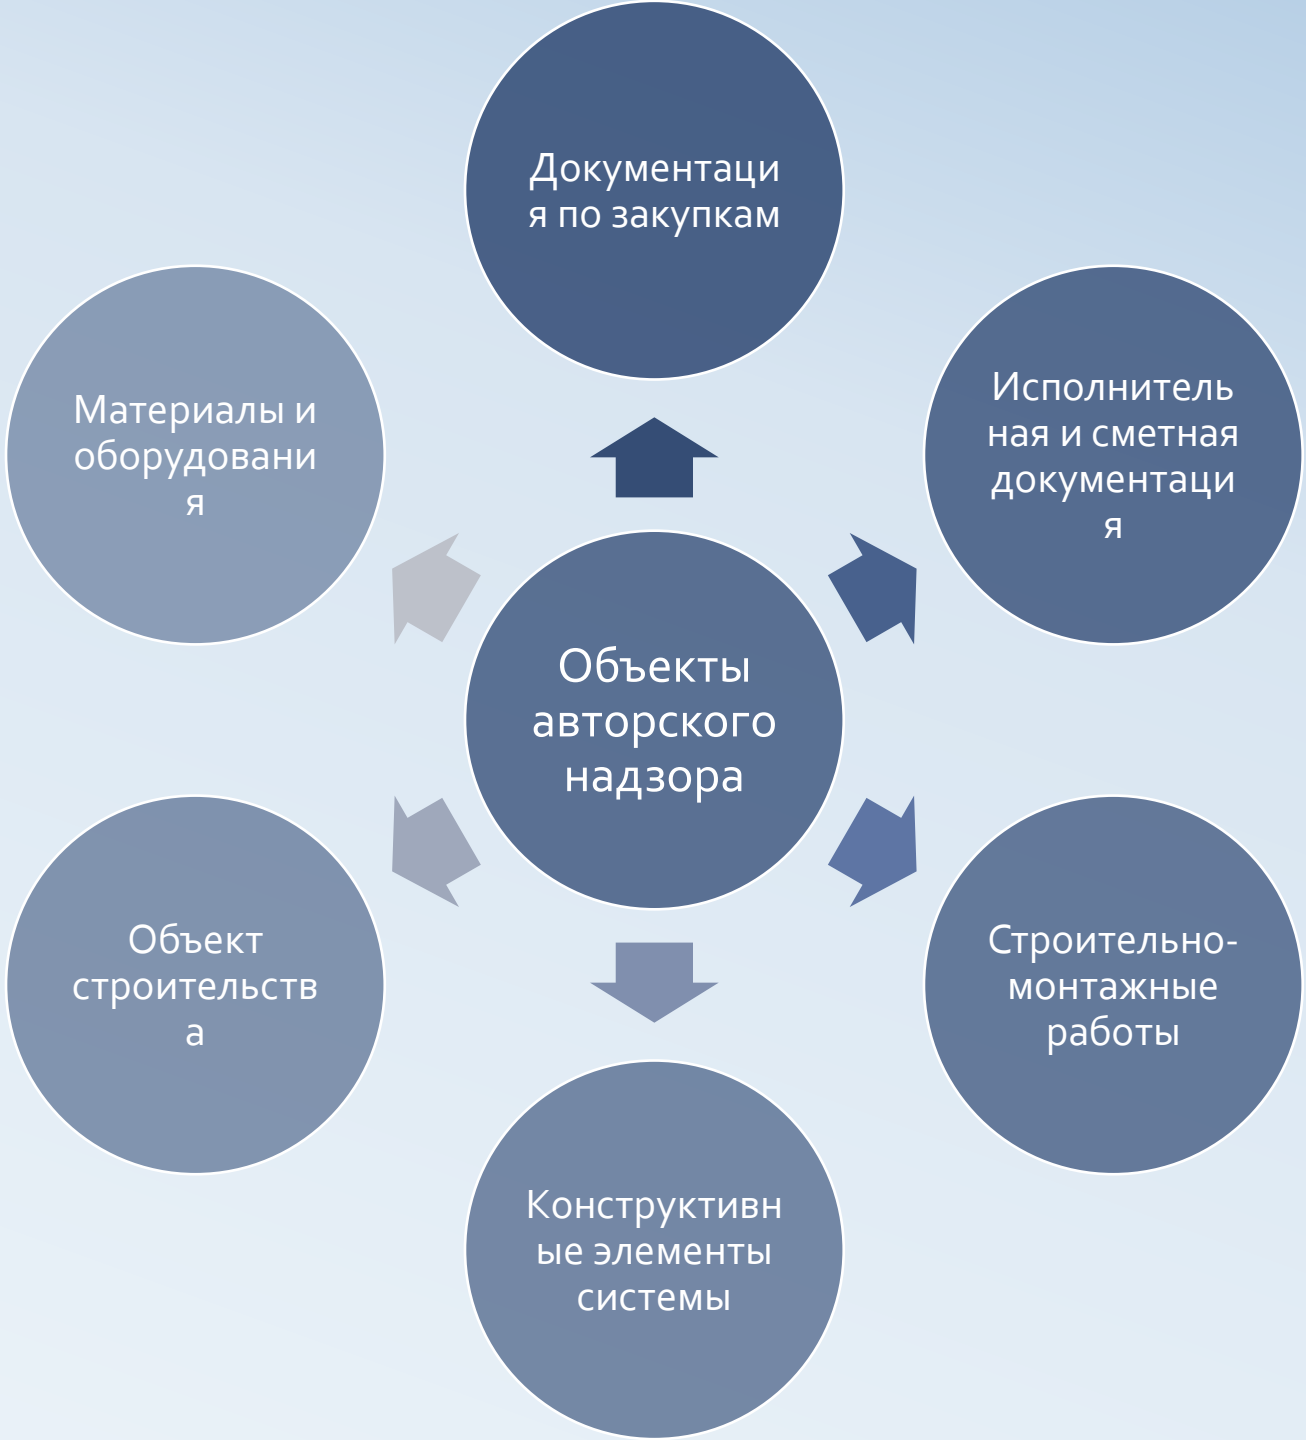 Документаци
я по закупкам
Материалы и
оборудовани
я
Исполнитель
ная и сметная
документаци
я
Объекты
авторского
надзора
Объект
строительств
а
Строительно-
монтажные
работы
Конструктивн
ые элементы
системы